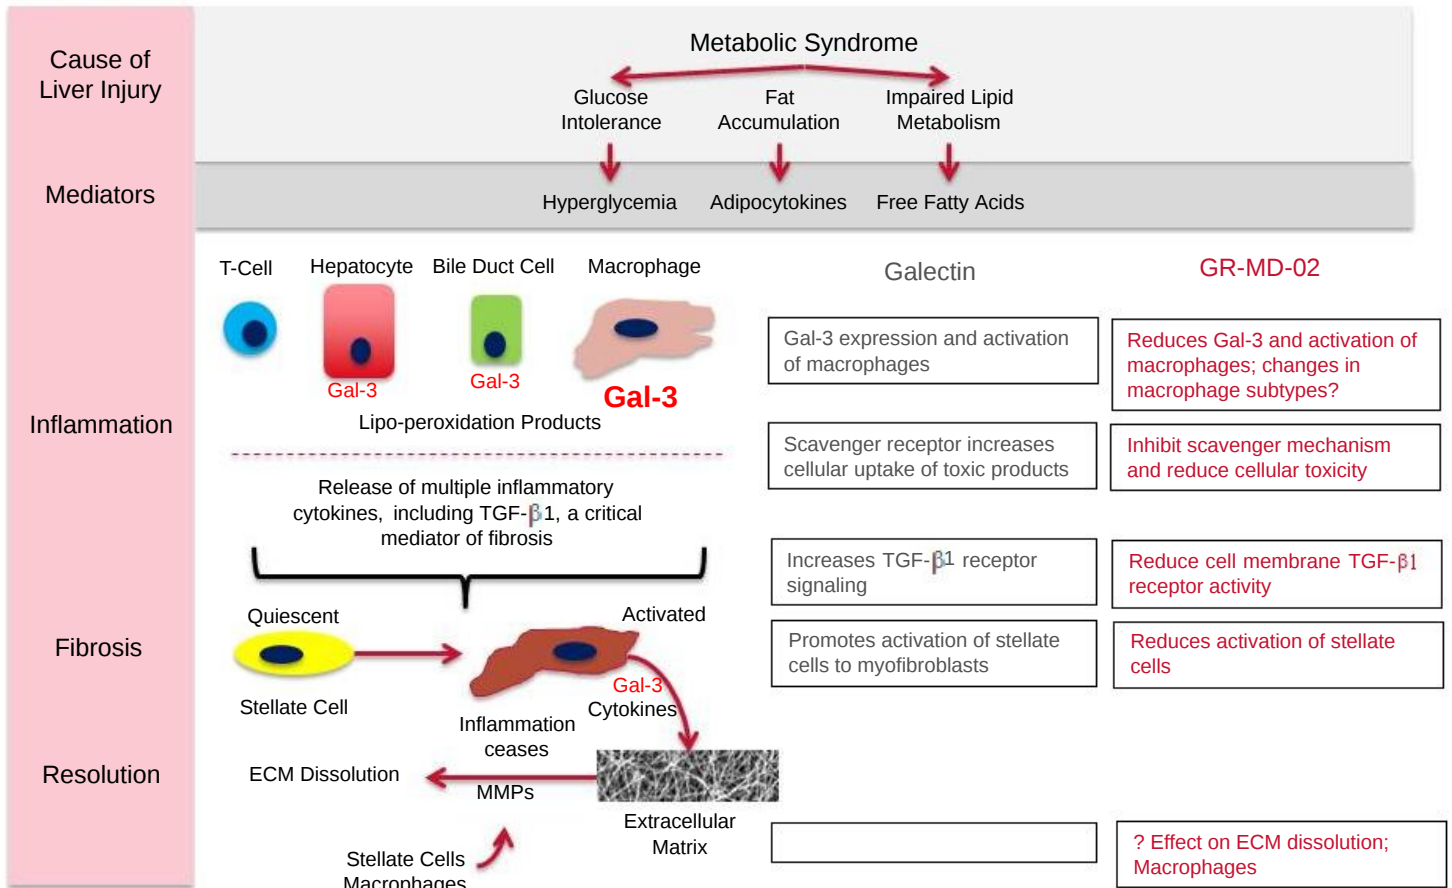 Cause of
Liver Injury
Metabolic Syndrome
Glucose
Intolerance
Fat
Accumulation
Impaired Lipid
Metabolism
Mediators
Hyperglycemia
Adipocytokines
Free Fatty Acids
T-Cell
Hepatocyte
Bile Duct Cell
Macrophage
Galectin
GR-MD-02
Gal-3
Gal-3
Gal-3
Lipo-peroxidation Products
Gal-3 expression and activation
of macrophages
Reduces Gal-3 and activation of
macrophages; changes in
macrophage subtypes?
Inflammation
Scavenger receptor increases
cellular uptake of toxic products
Inhibit scavenger mechanism
and reduce cellular toxicity
Release of multiple inflammatory
cytokines, including TGF-β1, a critical
mediator of fibrosis
Increases TGF-β1 receptor
signaling
Reduce cell membrane TGF-β1
receptor activity
Fibrosis
Quiescent
Activated
Stellate Cell
Gal-3
Cytokines
Promotes activation of stellate
cells to myofibroblasts
Reduces activation of stellate
cells
Resolution
Inflammation
ceases
ECM Dissolution
MMPs
Extracellular
Matrix
Stellate Cells
Macrophages
? Effect on ECM dissolution;
Macrophages